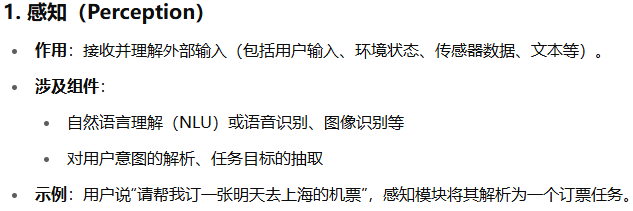 1. 感知（Perception）
• 作用：接收并理解外部输入（包括用户输入、环境状态、传感器数据、文本等）。
• 涉及组件：
• 自然语言理解（NLU）或语音识别、图像识别等
• 对用户意图的解析、任务目标的抽取
• 示例：用户说“请帮我订一张明天去上海的机票”，感知模块将其解析为一个订票任务。